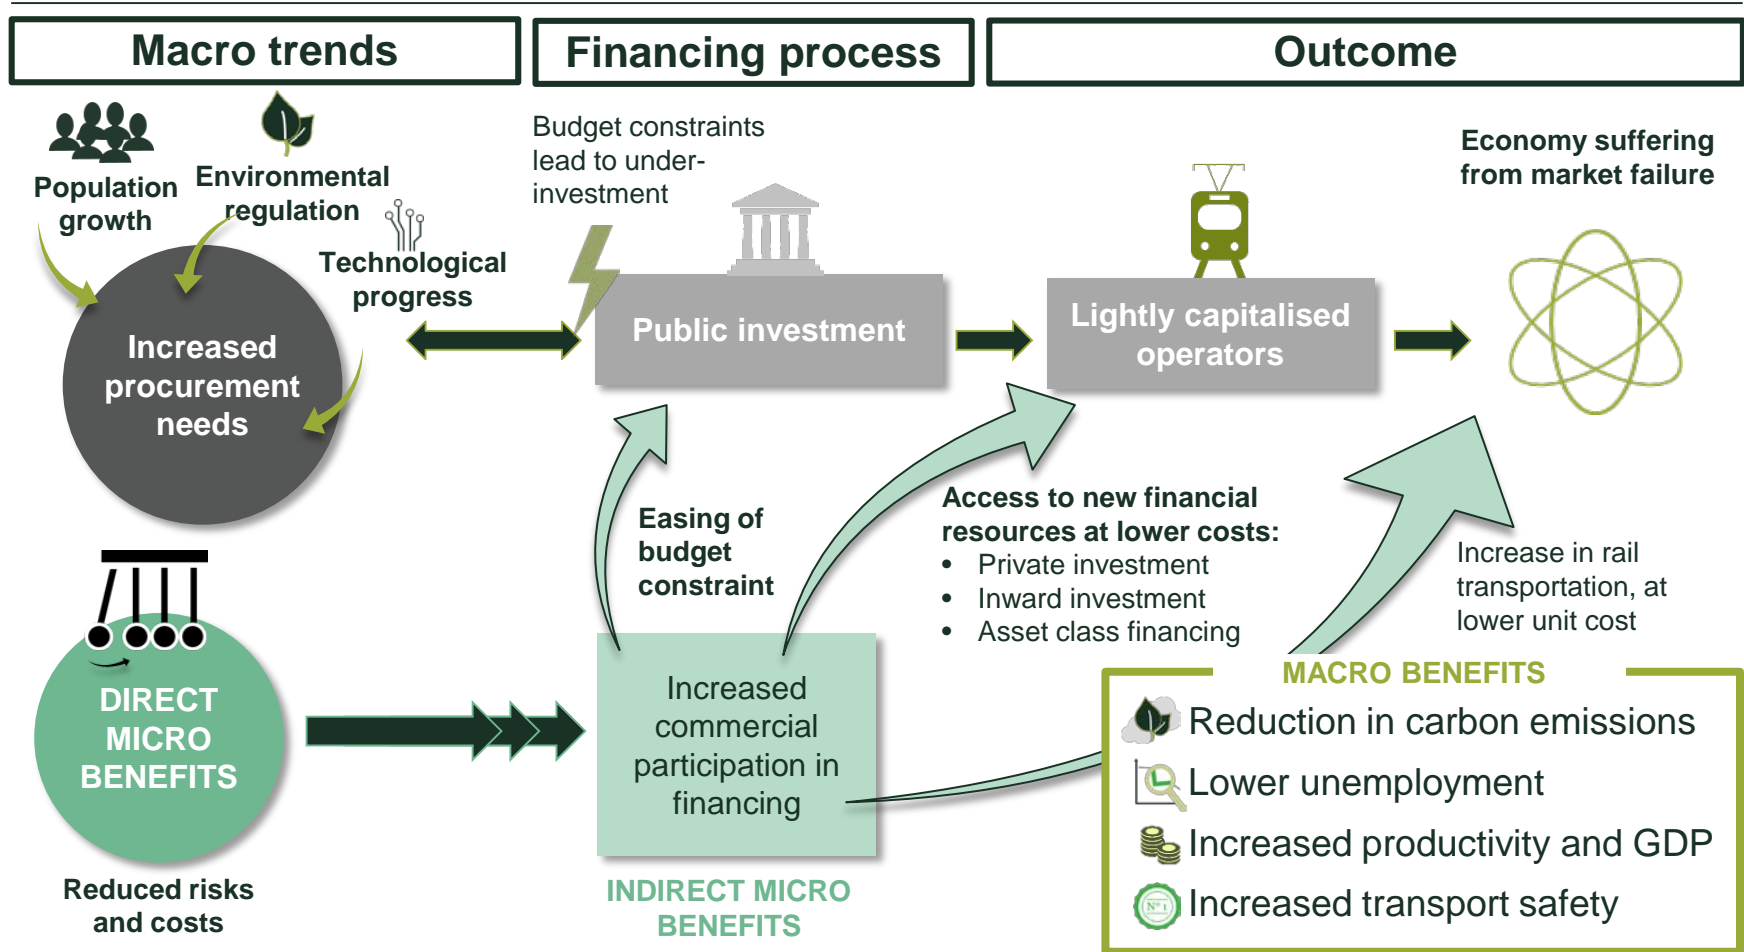 Macro trends
Financing process
Outcome
Population
growth
Environmental
regulation
Technological
progress
Increased
procurement
needs
Budget constraints
lead to under-
investment
Public investment
Lightly capitalised
operators
Economy suffering
from market failure
Easing of
budget
constraint
Access to new financial
resources at lower costs:
• Private investment
• Inward investment
• Asset class financing
Increase in rail
transportation, at
lower unit cost
DIRECT
MICRO
BENEFITS
Reduced risks
and costs
Increased
commercial
participation in
financing
INDIRECT MICRO
BENEFITS
MACRO BENEFITS
Reduction in carbon emissions
Lower unemployment
Increased productivity and GDP
Nº 1
Increased transport safety